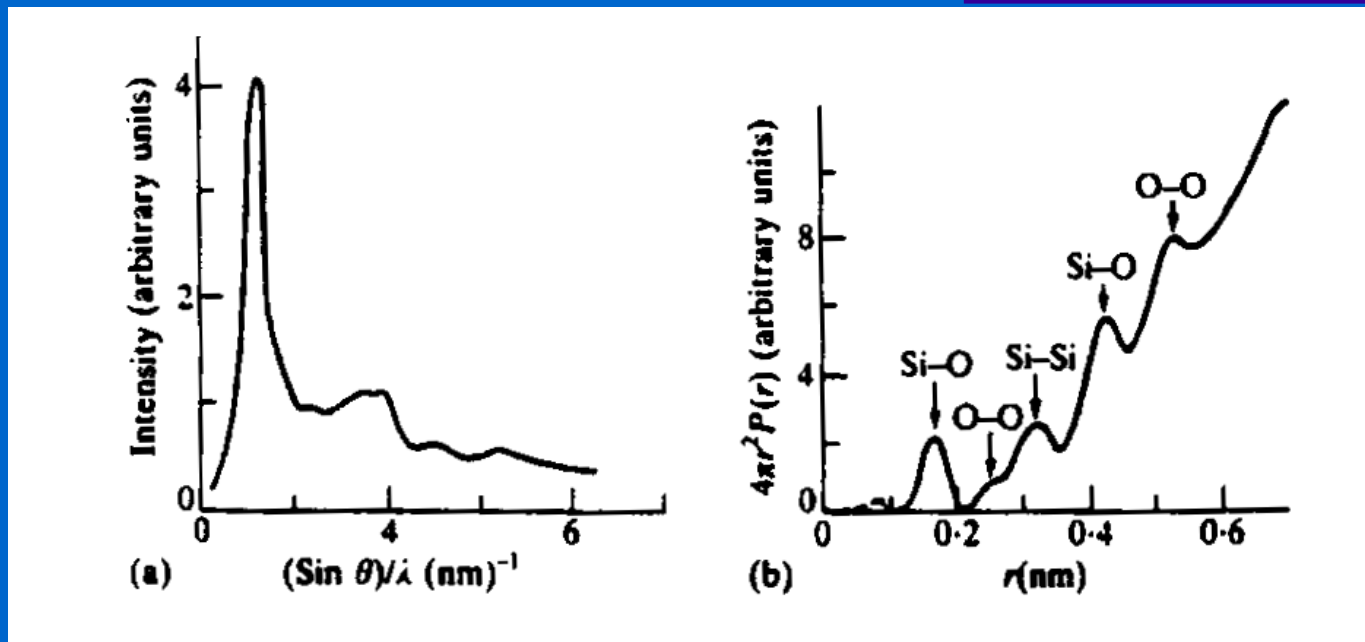 Intensity (arbitrary units)
4
2
0
0
4
6
(a)
(Sin θ)/λ (nm)⁻¹
4πr²P(r) (arbitrary units)
8
4
0
Si–O
O–O
Si–Si
Si–O
O–O
0
0·2
0·4
0·6
(b)
r(nm)